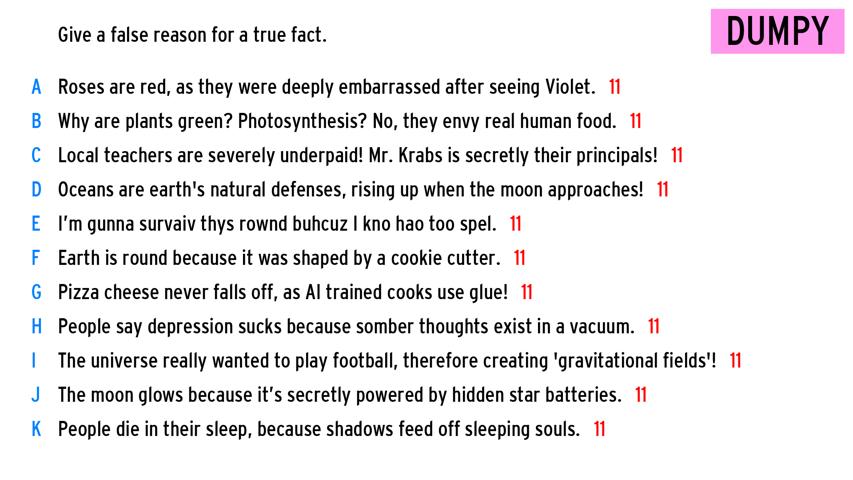 Give a false reason for a true fact.
DUMPY
A Roses are red, as they were deeply embarrassed after seeing Violet. 11
B Why are plants green? Photosynthesis? No, they envy real human food. 11
C Local teachers are severely underpaid! Mr. Krabs is secretly their principals! 11
D Oceans are earth's natural defenses, rising up when the moon approaches! 11
E I'm gunna survaiv thys rownd buhcuz I kno hao too spel. 11
F Earth is round because it was shaped by a cookie cutter. 11
G Pizza cheese never falls off, as AI trained cooks use glue! 11
H People say depression sucks because somber thoughts exist in a vacuum. 11
I The universe really wanted to play football, therefore creating 'gravitational fields'! 11
J The moon glows because it's secretly powered by hidden star batteries. 11
K People die in their sleep, because shadows feed off sleeping souls. 11